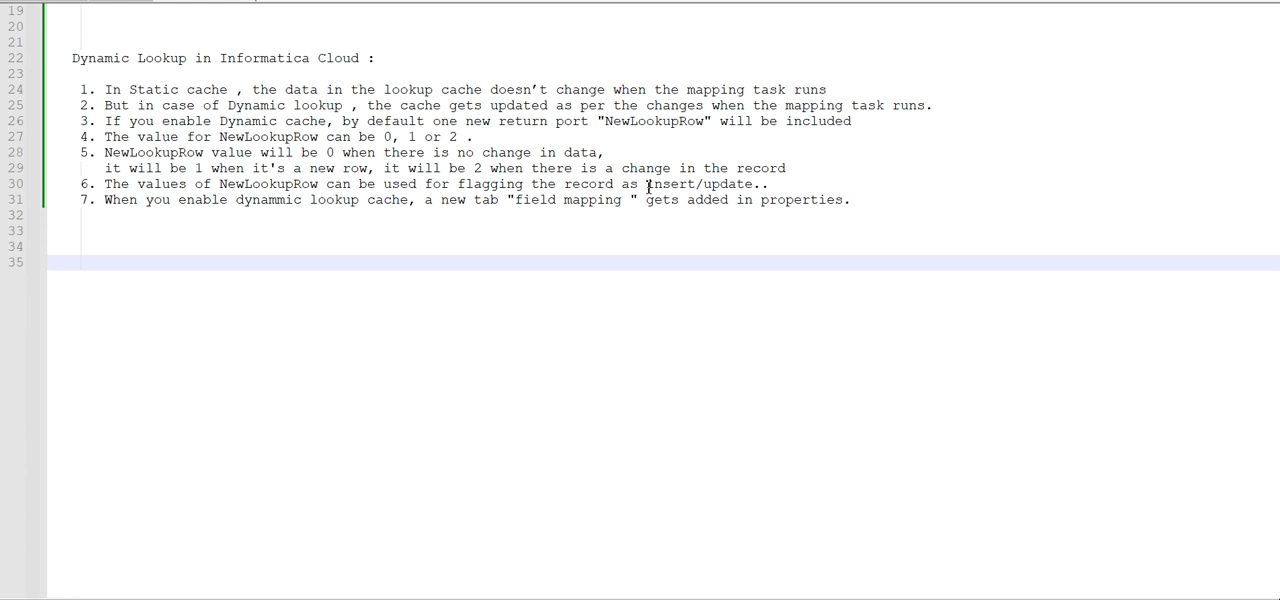 19
20
21
22 Dynamic Lookup in Informatica Cloud :
23
24 1. In Static cache , the data in the lookup cache doesn’t change when the mapping task runs
25 2. But in case of Dynamic lookup , the cache gets updated as per the changes when the mapping task runs.
26 3. If you enable Dynamic cache, by default one new return port "NewLookupRow" will be included
27 4. The value for NewLookupRow can be 0, 1 or 2 .
28 5. NewLookupRow value will be 0 when there is no change in data,
29 it will be 1 when it's a new row, it will be 2 when there is a change in the record
30 6. The values of NewLookupRow can be used for flagging the record as insert/update..
31 7. When you enable dynammic lookup cache, a new tab "field mapping " gets added in properties.
32
33
34
35